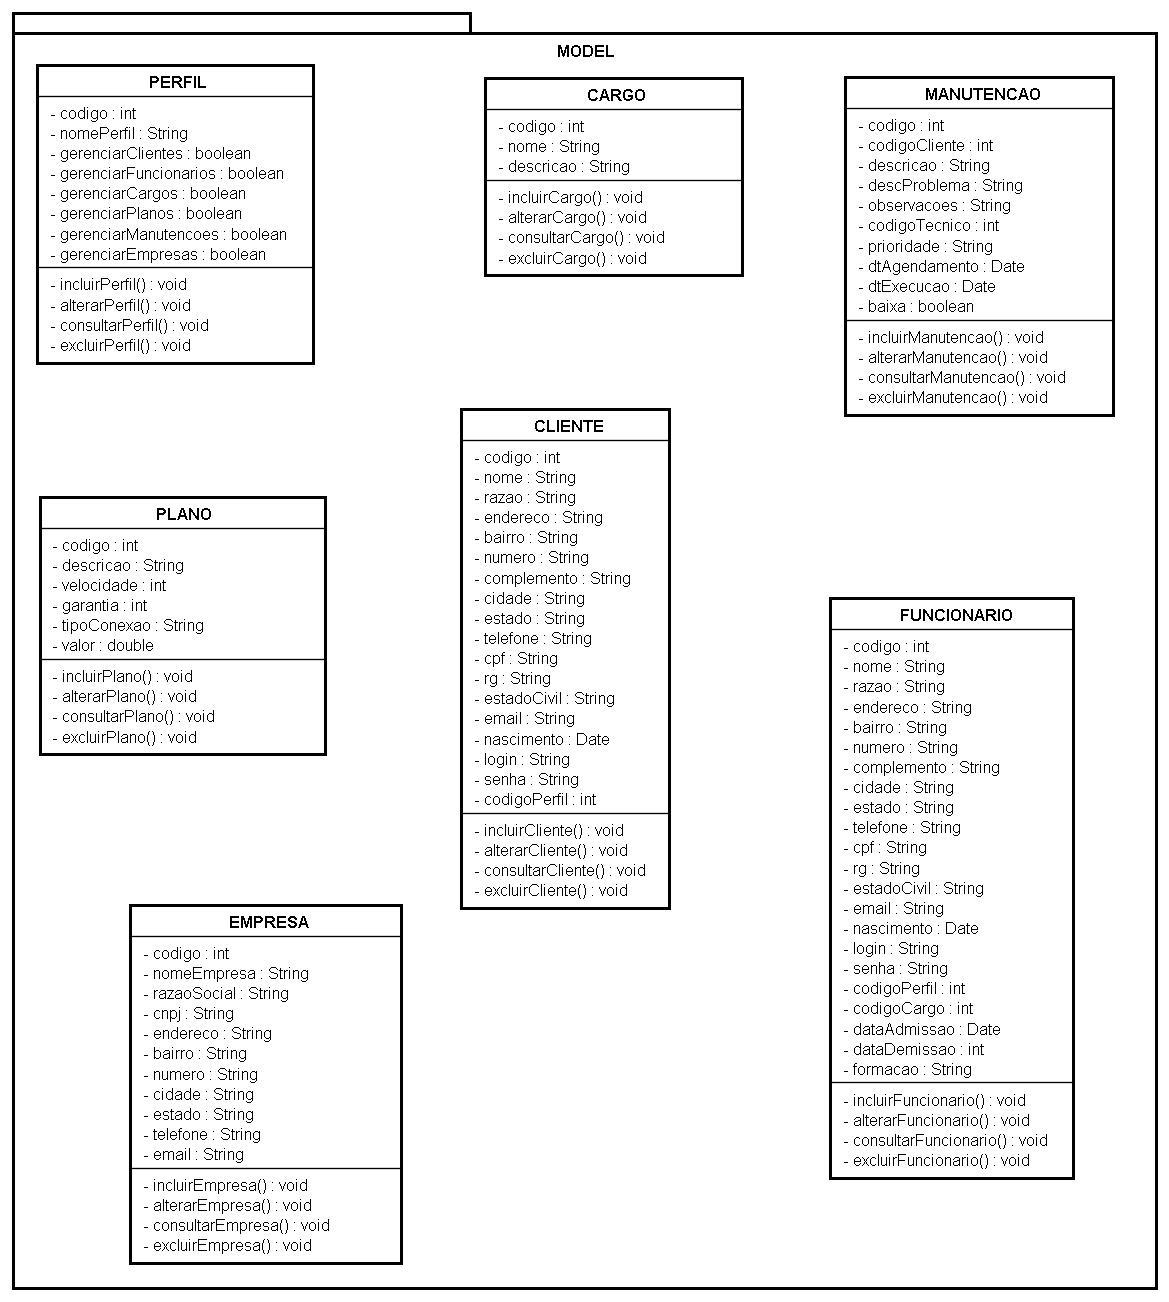 MODEL
PERFIL
- codigo : int
- nomePerfil : String
- gerenciarClientes : boolean
- gerenciarFuncionarios : boolean
- gerenciarCargos : boolean
- gerenciarPlanos : boolean
- gerenciarManutencoes : boolean
- gerenciarEmpresas : boolean
- incluirPerfil() : void
- alterarPerfil() : void
- consultarPerfil() : void
- excluirPerfil() : void
CARGO
- codigo : int
- nome : String
- descricao : String
- incluirCargo() : void
- alterarCargo() : void
- consultarCargo() : void
- excluirCargo() : void
MANUTENCAO
- codigo : int
- codigoCliente : int
- descricao : String
- descProblema : String
- observacoes : String
- codigoTecnico : int
- prioridade : String
- dtAgendamento : Date
- dtExecucao : Date
- baixa : boolean
- incluirManutencao() : void
- alterarManutencao() : void
- consultarManutencao() : void
- excluirManutencao() : void
CLIENTE
- codigo : int
- nome : String
- razao : String
- endereco : String
- bairro : String
- numero : String
- complemento : String
- cidade : String
- estado : String
- telefone : String
- cpf : String
- rg : String
- estadoCivil : String
- email : String
- nascimento : Date
- login : String
- senha : String
- codigoPerfil : int
- incluirCliente() : void
- alterarCliente() : void
- consultarCliente() : void
- excluirCliente() : void
PLANO
- codigo : int
- descricao : String
- velocidade : int
- garantia : int
- tipoConexao : String
- valor : double
- incluirPlano() : void
- alterarPlano() : void
- consultarPlano() : void
- excluirPlano() : void
FUNCIONARIO
- codigo : int
- nome : String
- razao : String
- endereco : String
- bairro : String
- numero : String
- complemento : String
- cidade : String
- estado : String
- telefone : String
- cpf : String
- rg : String
- estadoCivil : String
- email : String
- nascimento : Date
- login : String
- senha : String
- codigoPerfil : int
- codigoCargo : int
- dataAdmissao : Date
- dataDemissao : int
- formacao : String
- incluirFuncionario() : void
- alterarFuncionario() : void
- consultarFuncionario() : void
- excluirFuncionario() : void
EMPRESA
- codigo : int
- nomeEmpresa : String
- razaoSocial : String
- cnpj : String
- endereco : String
- bairro : String
- numero : String
- cidade : String
- estado : String
- telefone : String
- email : String
- incluirEmpresa() : void
- alterarEmpresa() : void
- consultarEmpresa() : void
- excluirEmpresa() : void